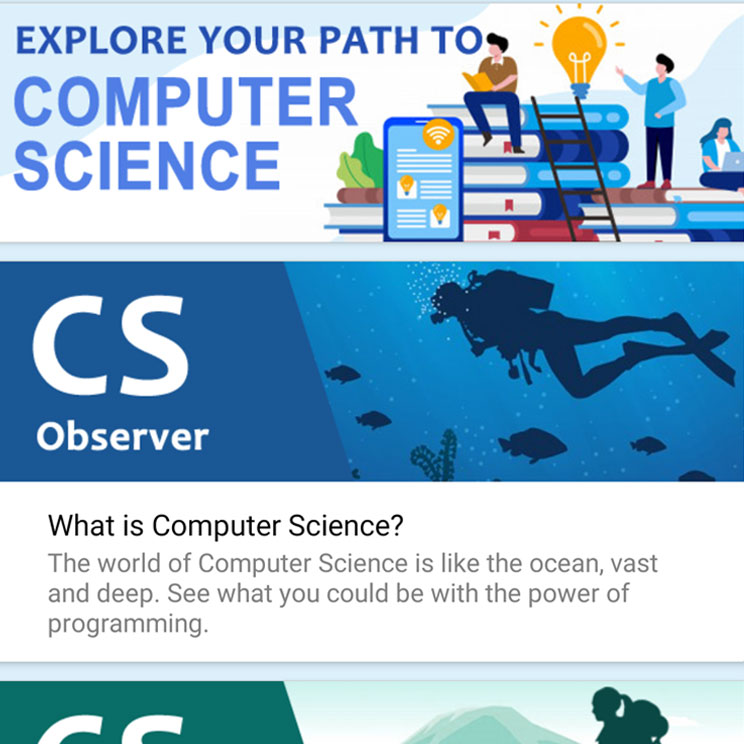 EXPLORE YOUR PATH TO
COMPUTER
SCIENCE
CS
Observer
What is Computer Science?
The world of Computer Science is like the ocean, vast
and deep. See what you could be with the power of
programming.
CS